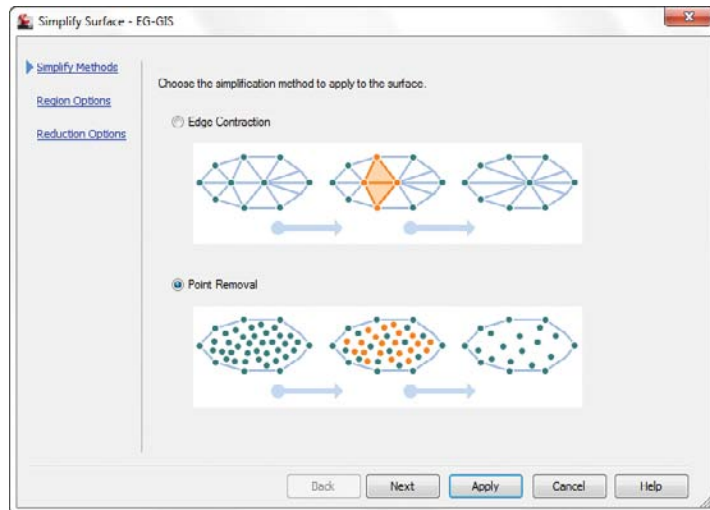 Simplify Surface - EG-GIS
Simplify Methods
Region Options
Reduction Options
Choose the simplification method to apply to the surface.
Edge Contraction
Point Removal
Back
Next
Apply
Cancel
Help